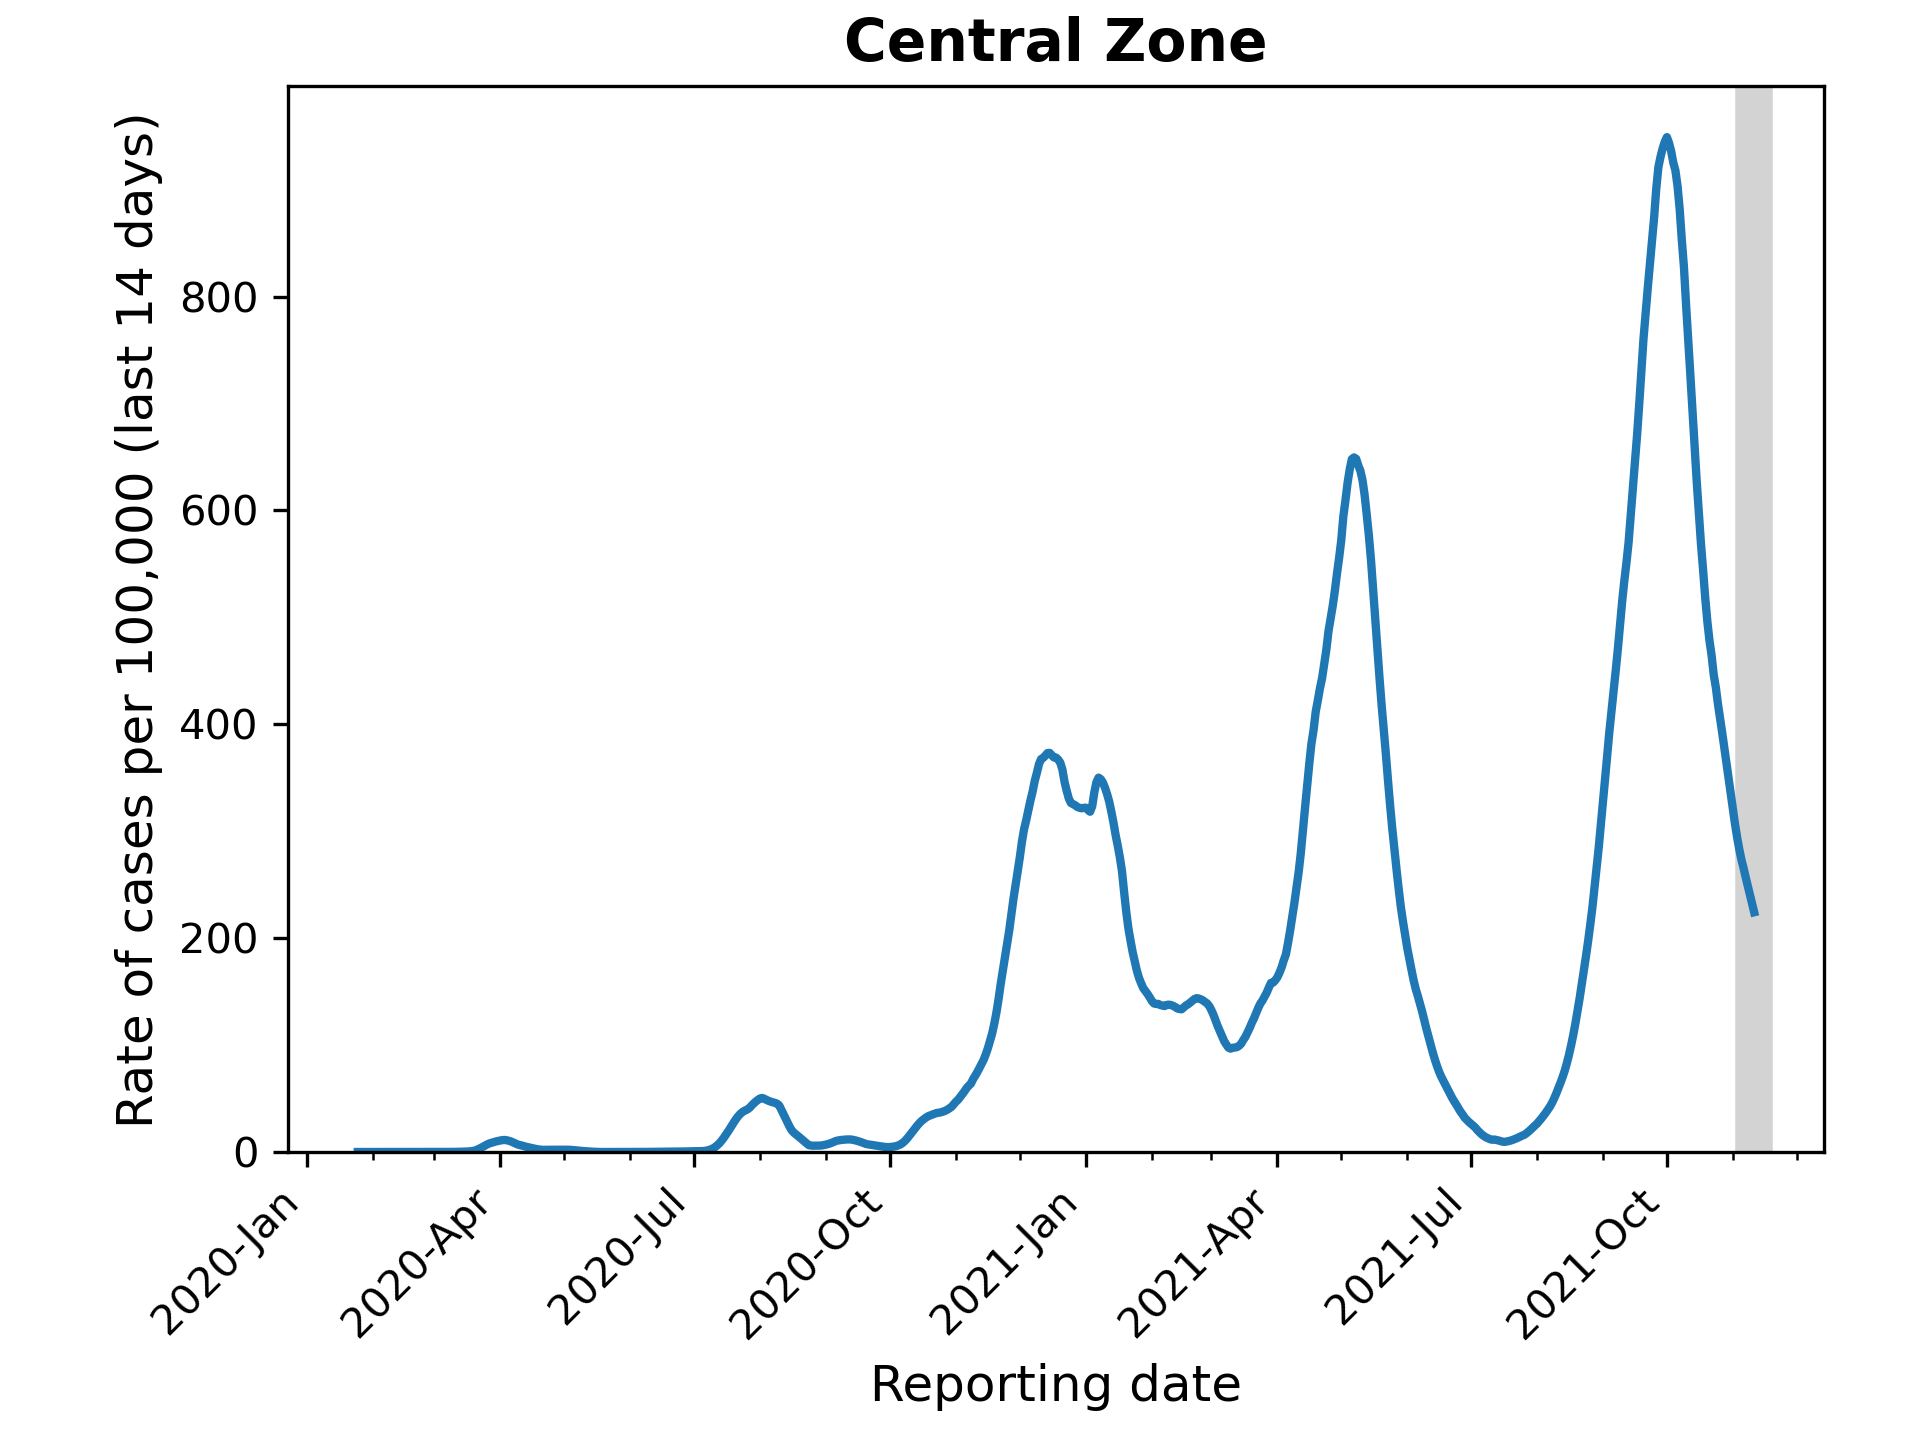 Central Zone
Rate of cases per 100,000 (last 14 days)
800
600
400
200
0
2020-Jan
2020-Apr
2020-Jul
2020-Oct
2021-Jan
2021-Apr
2021-Jul
2021-Oct
Reporting date